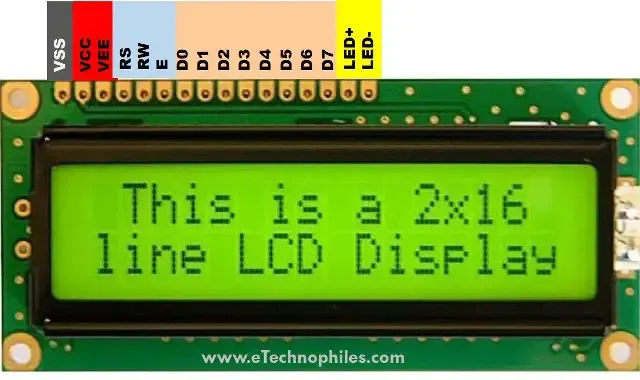 VSS
VCC
VEE
RS
RW
E
D0
D1
D2
D3
D4
D5
D6
D7
LED+
LED-
This is a 2x16
line LCD Display
www.eTechnophiles.com